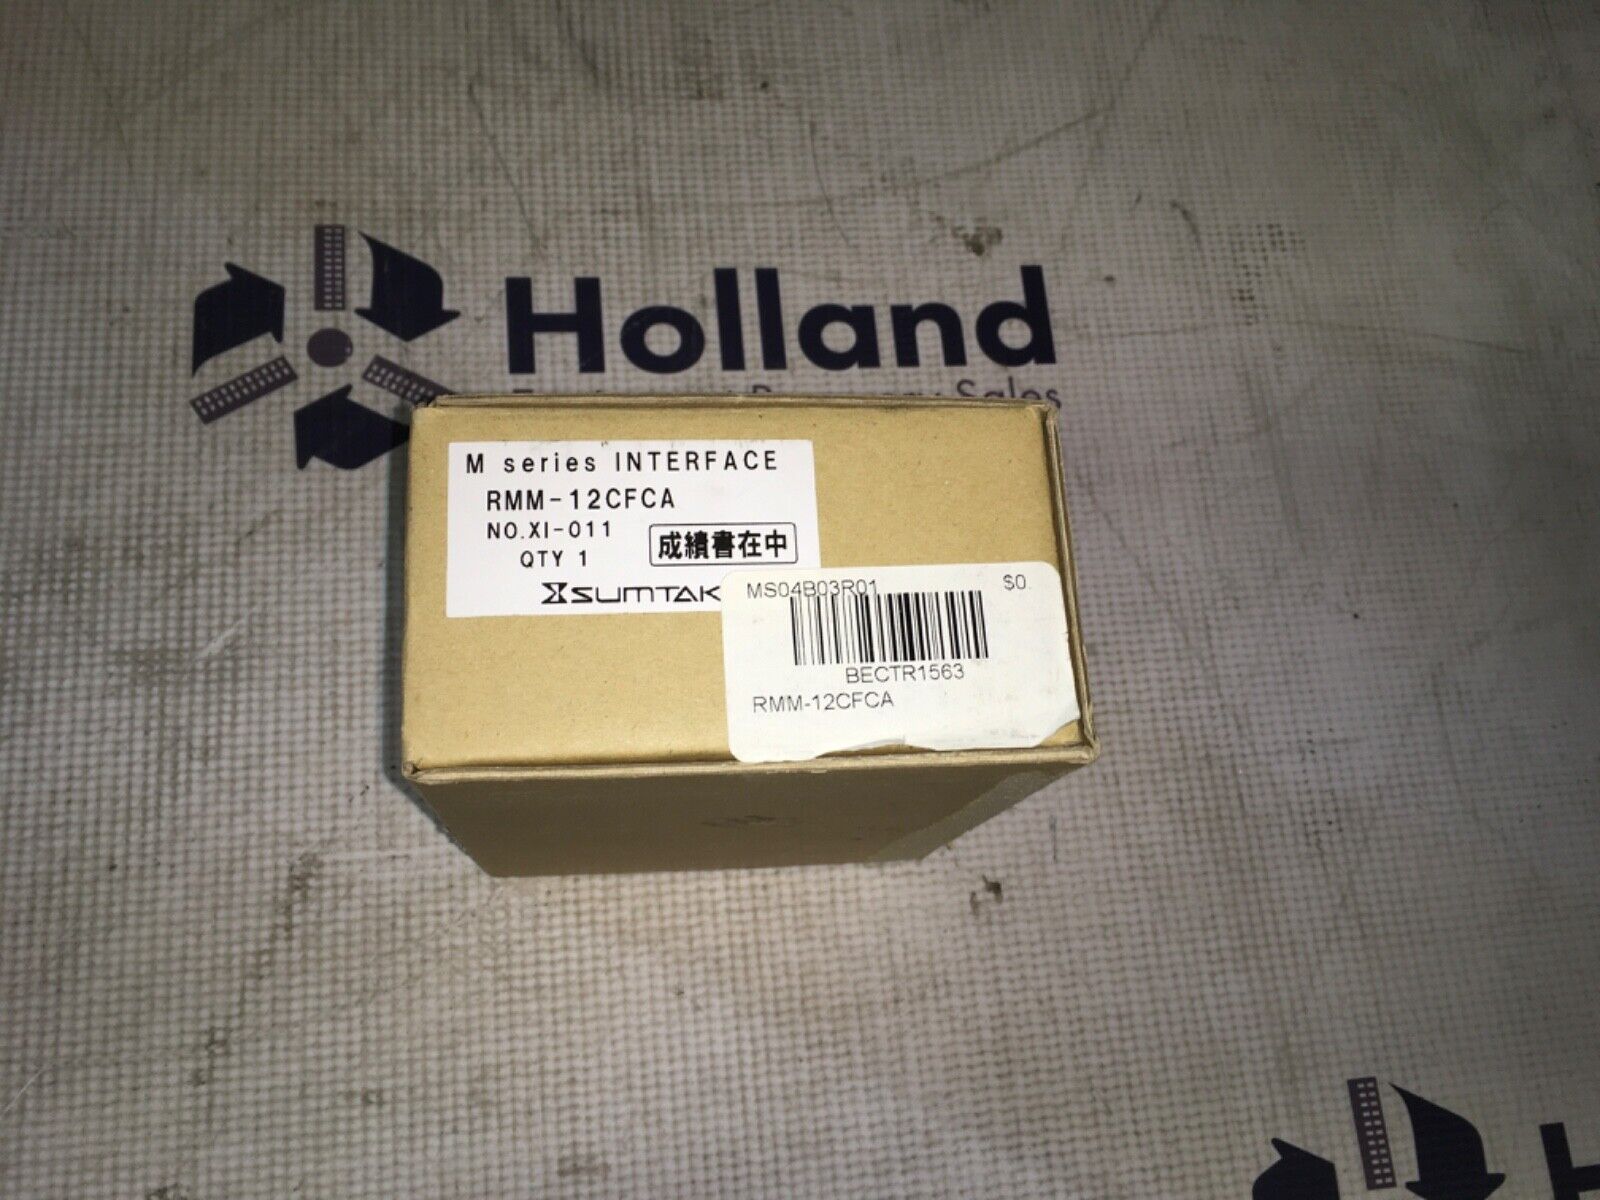 Holland
Sales
M series INTERFACE
RMM-12CFCA
NO.XI-011
QTY 1
成績書在中
SUMTAK
MS04B03R01 $0.
BECTR1563
RMM-12CFCA
H